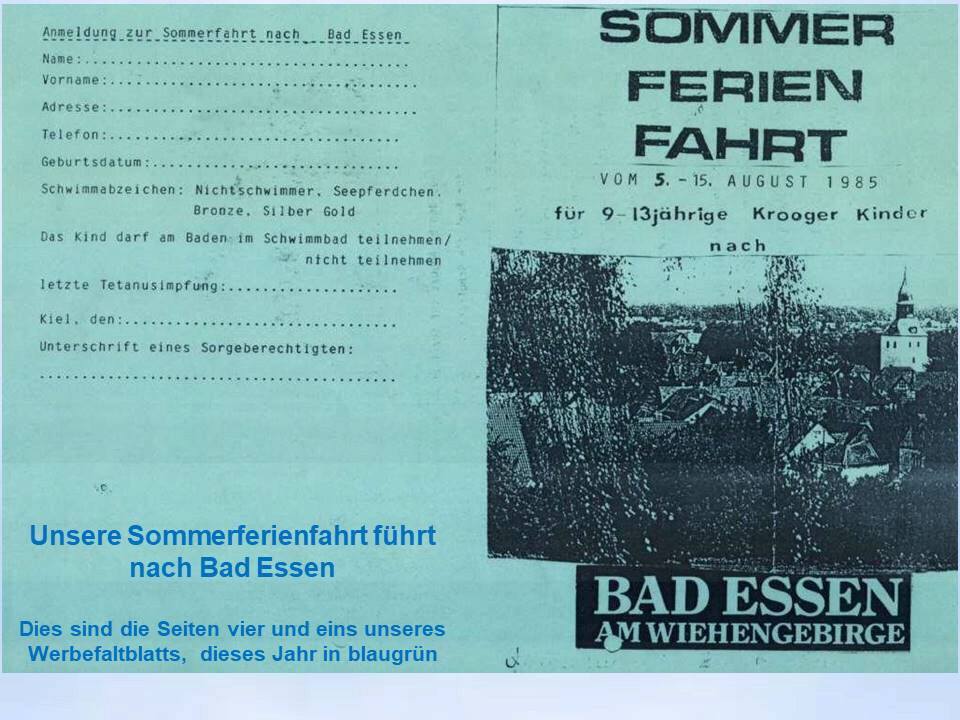 Anmeldung zur Sommerfahrt nach Bad Essen
Name:.......................................
Vorname:.....................................
Adresse:.....................................
Telefon:...................................
Geburtsdatum:..............................
Schwimmabzeichen: Nichtschwimmer, Seepferdchen,
Bronze, Silber Gold
Das Kind darf am Baden im Schwimmbad teilnehmen/
nicht teilnehmen
letzte Tetanusimpfung:.....................
Kiel, den:.................................
Unterschrift eines Sorgeberechtigten:
...........................................
Unsere Sommerferienfahrt führt
nach Bad Essen
Dies sind die Seiten vier und eins unseres
Werbefaltblatts, dieses Jahr in blaugrün
SOMMER
FERIEN
FAHRT
VOM 5. - 15. AUGUST 1985
für 9-13jährige Krooger Kinder
nach
BAD ESSEN
AM WIEHENGEBIRGE